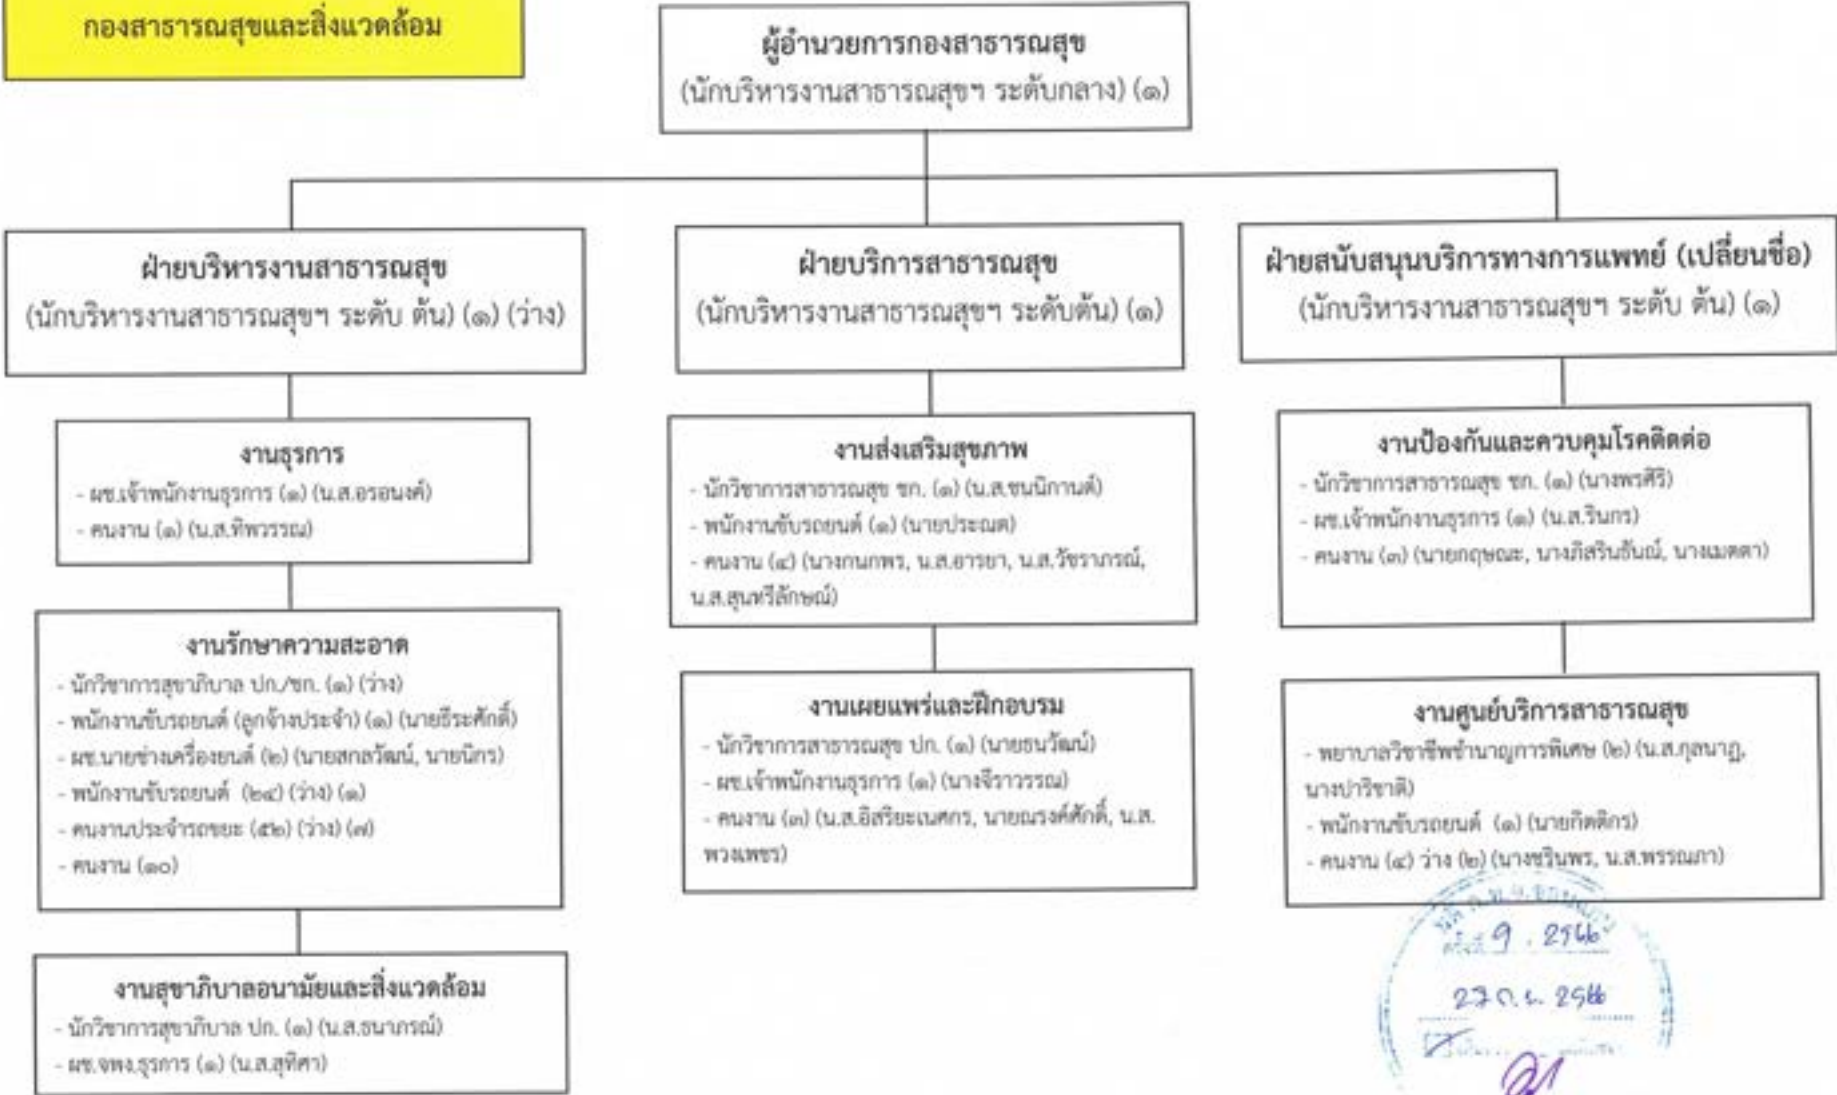 กองสาธารณสุขและสิ่งแวดล้อม
ผู้อำนวยการกองสาธารณสุข
(นักบริหารงานสาธารณสุขฯ ระดับกลาง) (๑)
ฝ่ายบริหารงานสาธารณสุข
(นักบริหารงานสาธารณสุขฯ ระดับ ต้น) (๑) (ว่าง)
งานธุรการ
- ผช.เจ้าพนักงานธุรการ (๑) (น.ส.อรอนงค์)
- คนงาน (๑) (น.ส.ทิพวรรณ)
งานรักษาความสะอาด
- นักวิชาการสุขาภิบาล ปก./ชก. (๑) (ว่าง)
- พนักงานขับรถยนต์ (ลูกจ้างประจำ) (๑) (นายธีระศักดิ์)
- ผช.นายช่างเครื่องยนต์ (๒) (นายสกลวัฒน์, นายนิกร)
- พนักงานขับรถยนต์ (๒๔) (ว่าง) (๑)
- คนงานประจำรถขยะ (๕๒) (ว่าง) (๗)
- คนงาน (๑๐)
งานสุขาภิบาลอนามัยและสิ่งแวดล้อม
- นักวิชาการสุขาภิบาล ปก. (๑) (น.ส.ธนาภรณ์)
- ผช.จพง.ธุรการ (๑) (น.ส.สุทิศา)
ฝ่ายบริการสาธารณสุข
(นักบริหารงานสาธารณสุขฯ ระดับต้น) (๑)
งานส่งเสริมสุขภาพ
- นักวิชาการสาธารณสุข ชก. (๑) (น.ส.ชนนิกานต์)
- พนักงานขับรถยนต์ (๑) (นายประณต)
- คนงาน (๔) (นางกนกพร, น.ส.อารยา, น.ส.วัชราภรณ์,
น.ส.สุนทรีลักษณ์)
งานเผยแพร่และฝึกอบรม
- นักวิชาการสาธารณสุข ปก. (๑) (นายธนวัฒน์)
- ผช.เจ้าพนักงานธุรการ (๑) (นางจีราวรรณ)
- คนงาน (๓) (น.ส.อิสริยะเนศกร, นายณรงค์ศักดิ์, น.ส.
พวงเพชร)
ฝ่ายสนับสนุนบริการทางการแพทย์ (เปลี่ยนชื่อ)
(นักบริหารงานสาธารณสุขฯ ระดับ ต้น) (๑)
งานป้องกันและควบคุมโรคติดต่อ
- นักวิชาการสาธารณสุข ชก. (๑) (นางพรศิริ)
- ผช.เจ้าพนักงานธุรการ (๑) (น.ส.รินกร)
- คนงาน (๓) (นายกฤษณะ, นางภิสรินธันณ์, นางเมตตา)
งานศูนย์บริการสาธารณสุข
- พยาบาลวิชาชีพชำนาญการพิเศษ (๒) (น.ส.กุลนาฏ,
นางปาริชาติ)
- พนักงานขับรถยนต์ (๑) (นายกิตติกร)
- คนงาน (๔) ว่าง (๒) (นางชรินพร, น.ส.พรรณภา)
ครั้งที่ 9 . 2566
27 ก.ย. 2566